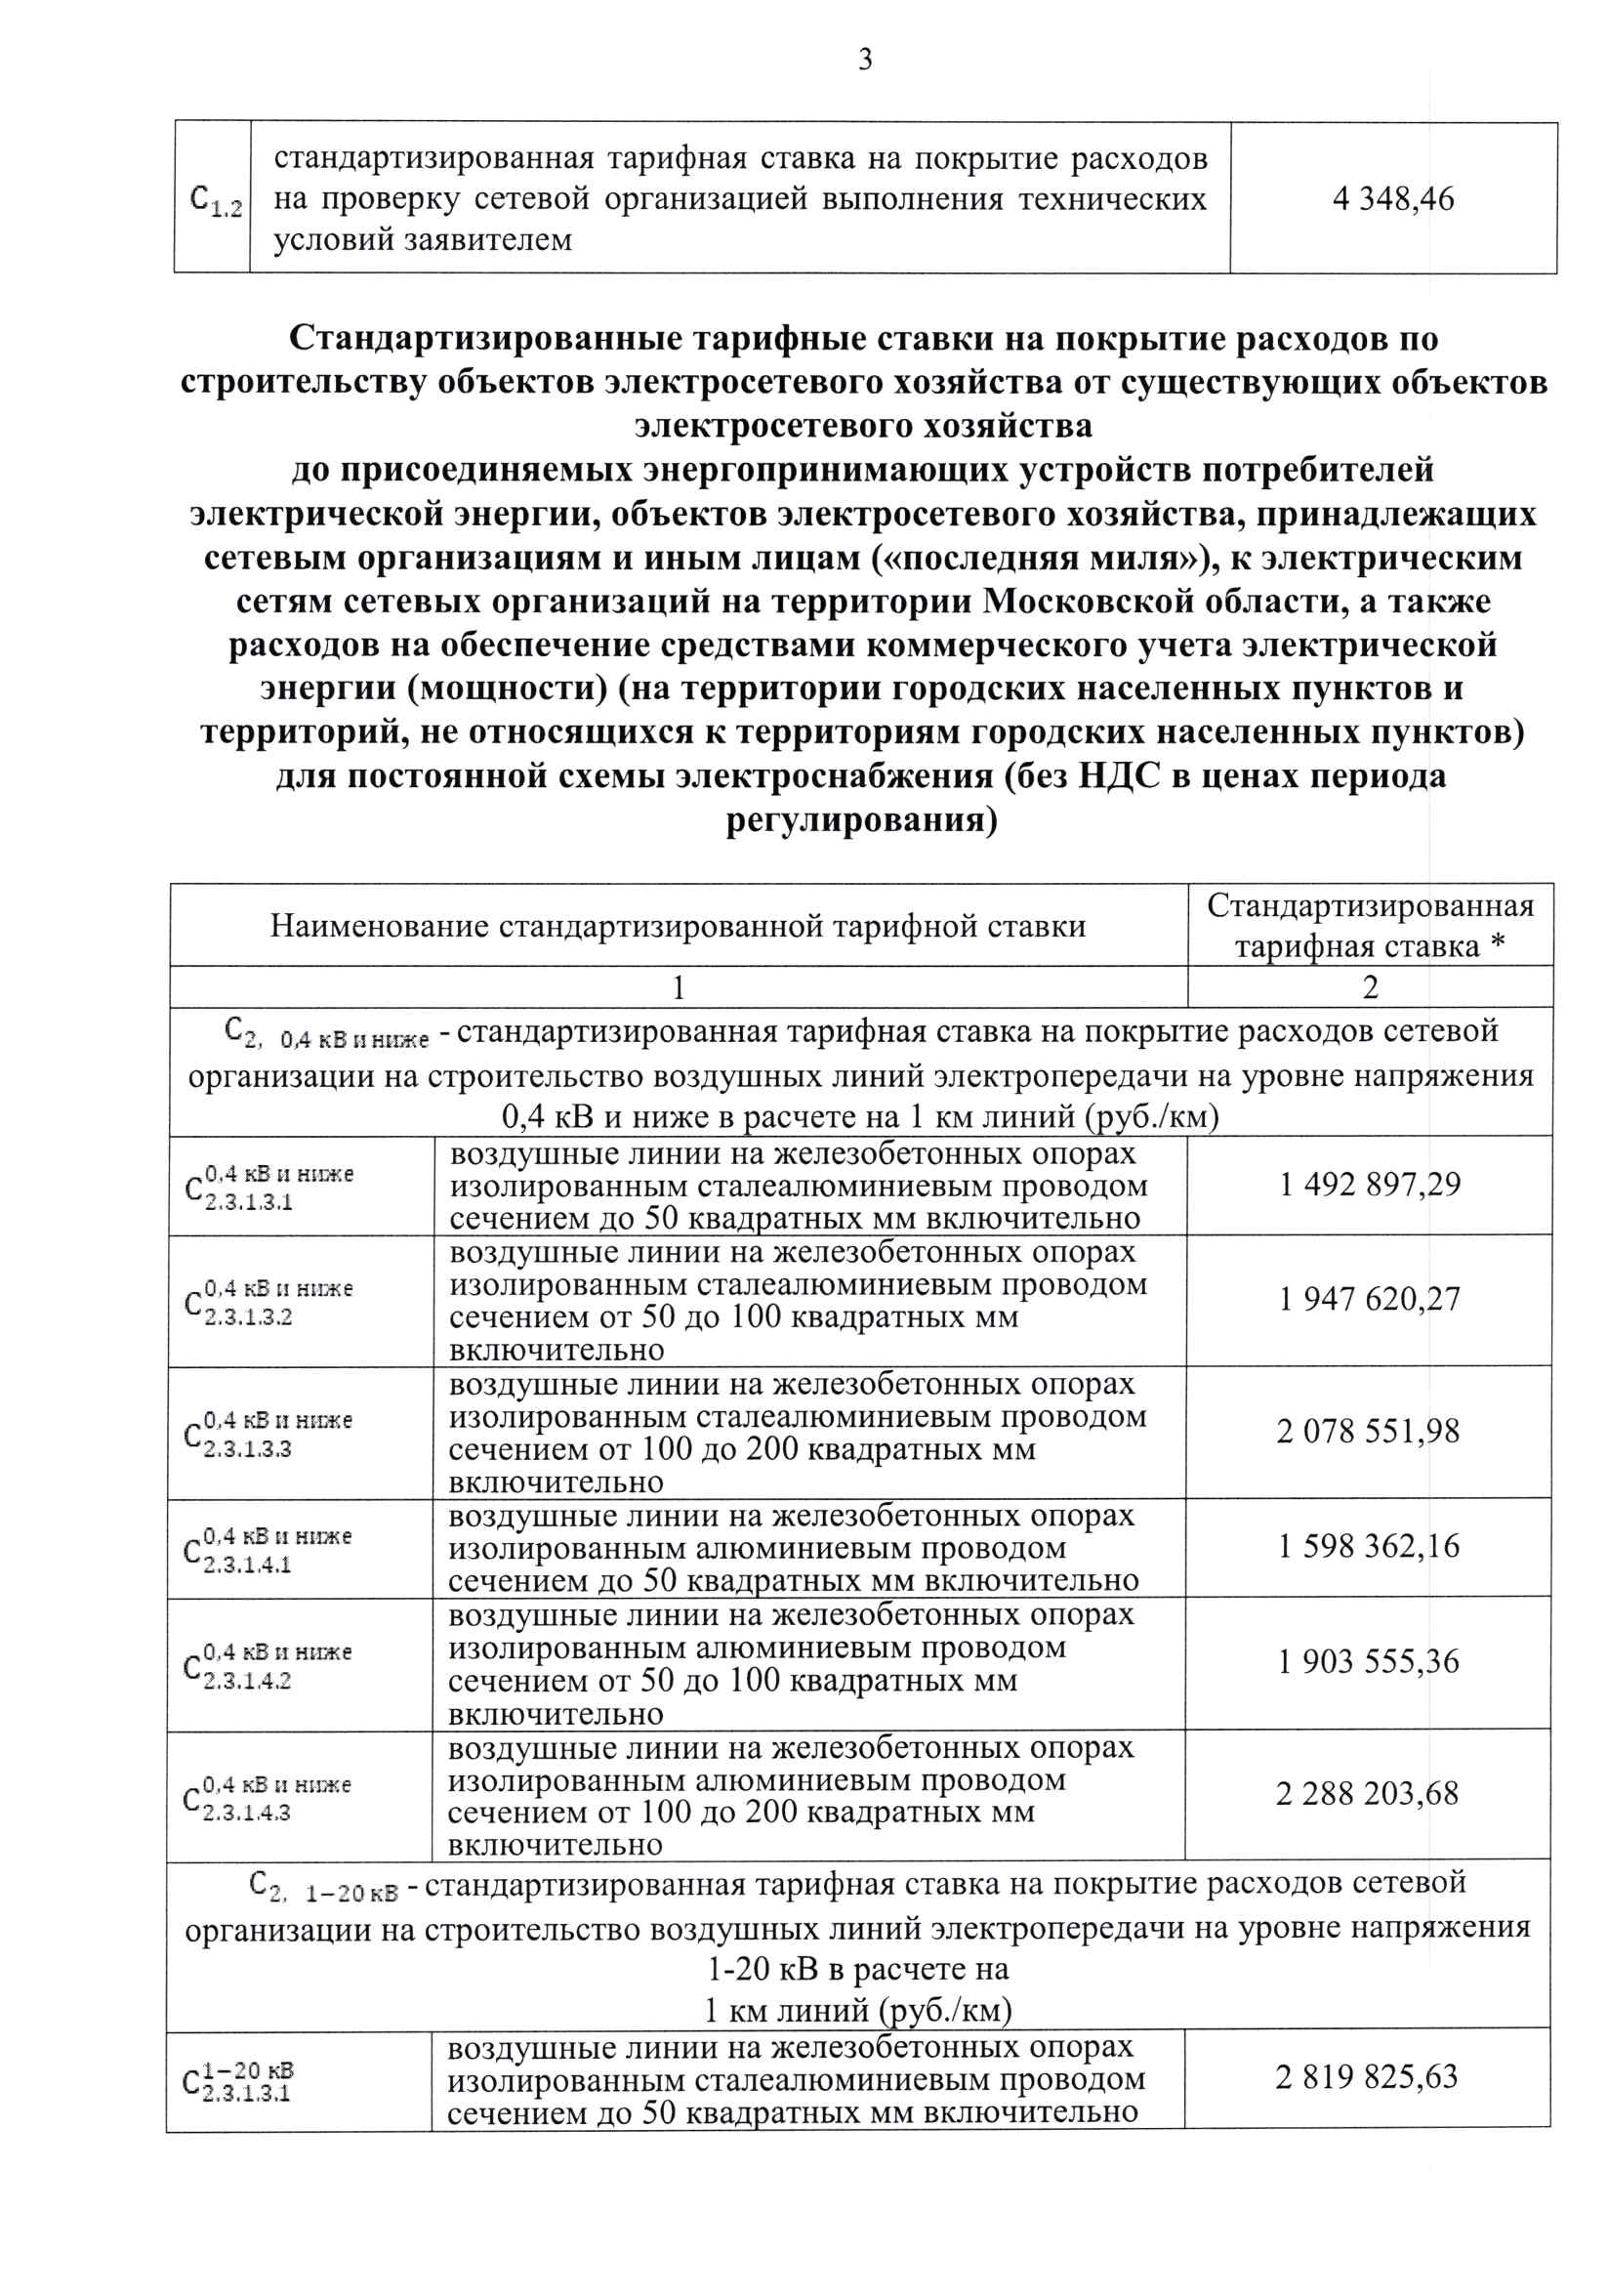 3
С1.2
стандартизированная тарифная ставка на покрытие расходов
на проверку сетевой организацией выполнения технических
условий заявителем
4 348,46
Стандартизированные тарифные ставки на покрытие расходов по
строительству объектов электросетевого хозяйства от существующих объектов
электросетевого хозяйства
до присоединяемых энергопринимающих устройств потребителей
электрической энергии, объектов электросетевого хозяйства, принадлежащих
сетевым организациям и иным лицам («последняя миля»), к электрическим
сетям сетевых организаций на территории Московской области, а также
расходов на обеспечение средствами коммерческого учета электрической
энергии (мощности) (на территории городских населенных пунктов и
территорий, не относящихся к территориям городских населенных пунктов)
для постоянной схемы электроснабжения (без НДС в ценах периода
регулирования)
Наименование стандартизированной тарифной ставки
Стандартизированная
тарифная ставка *
1
2
С2, 0,4 кВ и ниже - стандартизированная тарифная ставка на покрытие расходов сетевой
организации на строительство воздушных линий электропередачи на уровне напряжения
0,4 кВ и ниже в расчете на 1 км линий (руб./км)
С 0,4 кВ и ниже 2.3.1.3.1
воздушные линии на железобетонных опорах
изолированным сталеалюминиевым проводом
сечением до 50 квадратных мм включительно
1 492 897,29
С 0,4 кВ и ниже 2.3.1.3.2
воздушные линии на железобетонных опорах
изолированным сталеалюминиевым проводом
сечением от 50 до 100 квадратных мм
включительно
1 947 620,27
С 0,4 кВ и ниже 2.3.1.3.3
воздушные линии на железобетонных опорах
изолированным сталеалюминиевым проводом
сечением от 100 до 200 квадратных мм
включительно
2 078 551,98
С 0,4 кВ и ниже 2.3.1.4.1
воздушные линии на железобетонных опорах
изолированным алюминиевым проводом
сечением до 50 квадратных мм включительно
1 598 362,16
С 0,4 кВ и ниже 2.3.1.4.2
воздушные линии на железобетонных опорах
изолированным алюминиевым проводом
сечением от 50 до 100 квадратных мм
включительно
1 903 555,36
С 0,4 кВ и ниже 2.3.1.4.3
воздушные линии на железобетонных опорах
изолированным алюминиевым проводом
сечением от 100 до 200 квадратных мм
включительно
2 288 203,68
С2, 1–20 кВ - стандартизированная тарифная ставка на покрытие расходов сетевой
организации на строительство воздушных линий электропередачи на уровне напряжения
1-20 кВ в расчете на
1 км линий (руб./км)
С 1–20 кВ 2.3.1.3.1
воздушные линии на железобетонных опорах
изолированным сталеалюминиевым проводом
сечением до 50 квадратных мм включительно
2 819 825,63